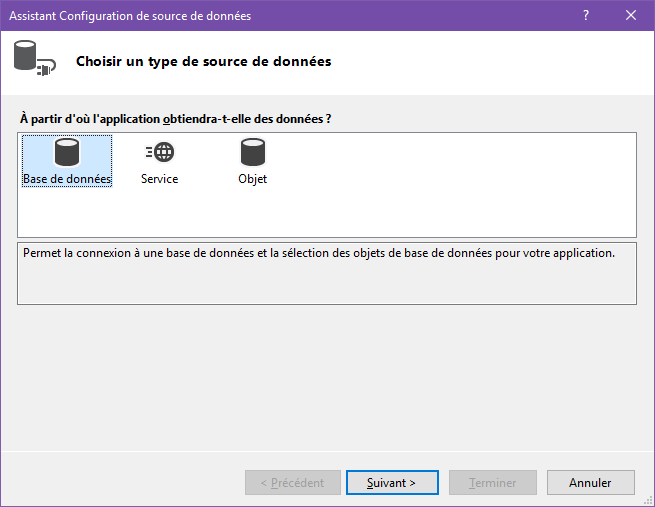 Assistant Configuration de source de données
?
Choisir un type de source de données
À partir d'où l'application obtiendra-t-elle des données ?
Base de données Service Objet
Permet la connexion à une base de données et la sélection des objets de base de données pour votre application.
< Précédent Suivant > Terminer Annuler